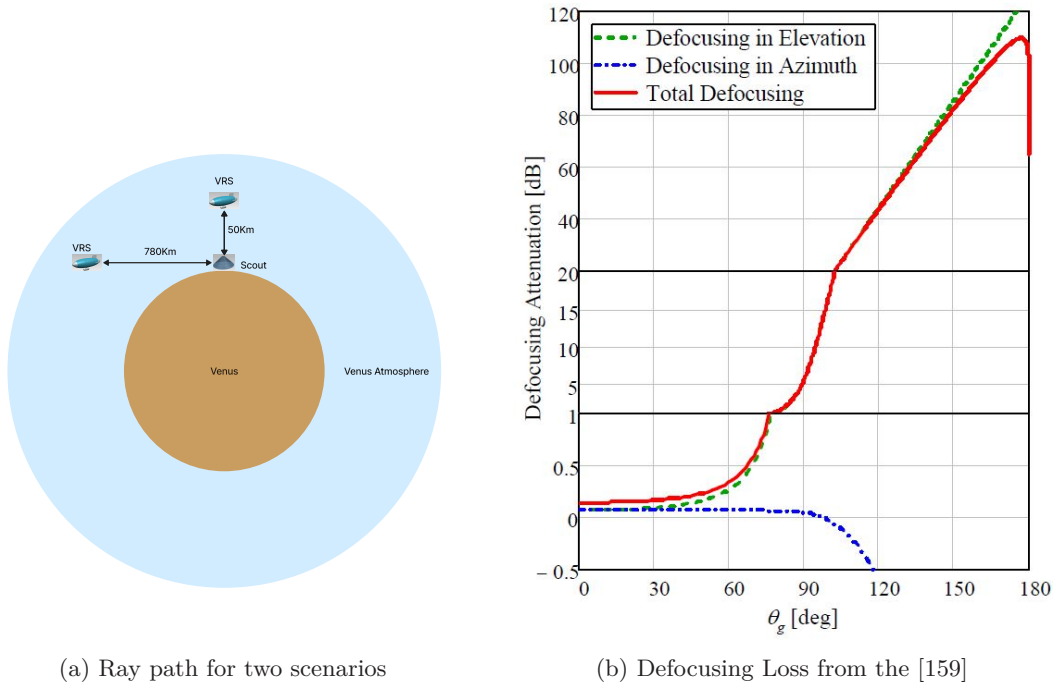 VRS
50Km
VRS
780Km
Scout
Venus
Venus Atmosphere
(a) Ray path for two scenarios
Defocusing in Elevation
Defocusing in Azimuth
Total Defocusing
Defocusing Attenuation [dB]
120
100
80
60
40
20
15
10
5
1
0.5
0
– 0.5
0 30 60 90 120 150 180
θg [deg]
(b) Defocusing Loss from the [159]